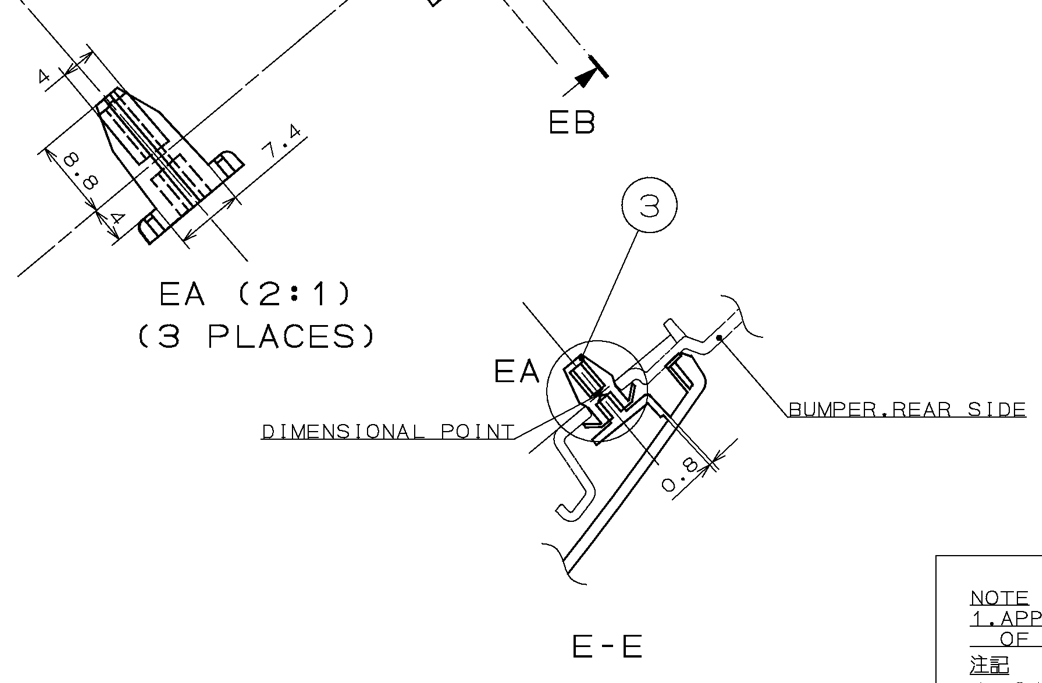 4
EB
7.4
8.8
4
3
EA (2:1)
(3 PLACES)
EA
BUMPER.REAR SIDE
DIMENSIONAL POINT
0.8
NOTE
1.APP
OF
注記
E-E